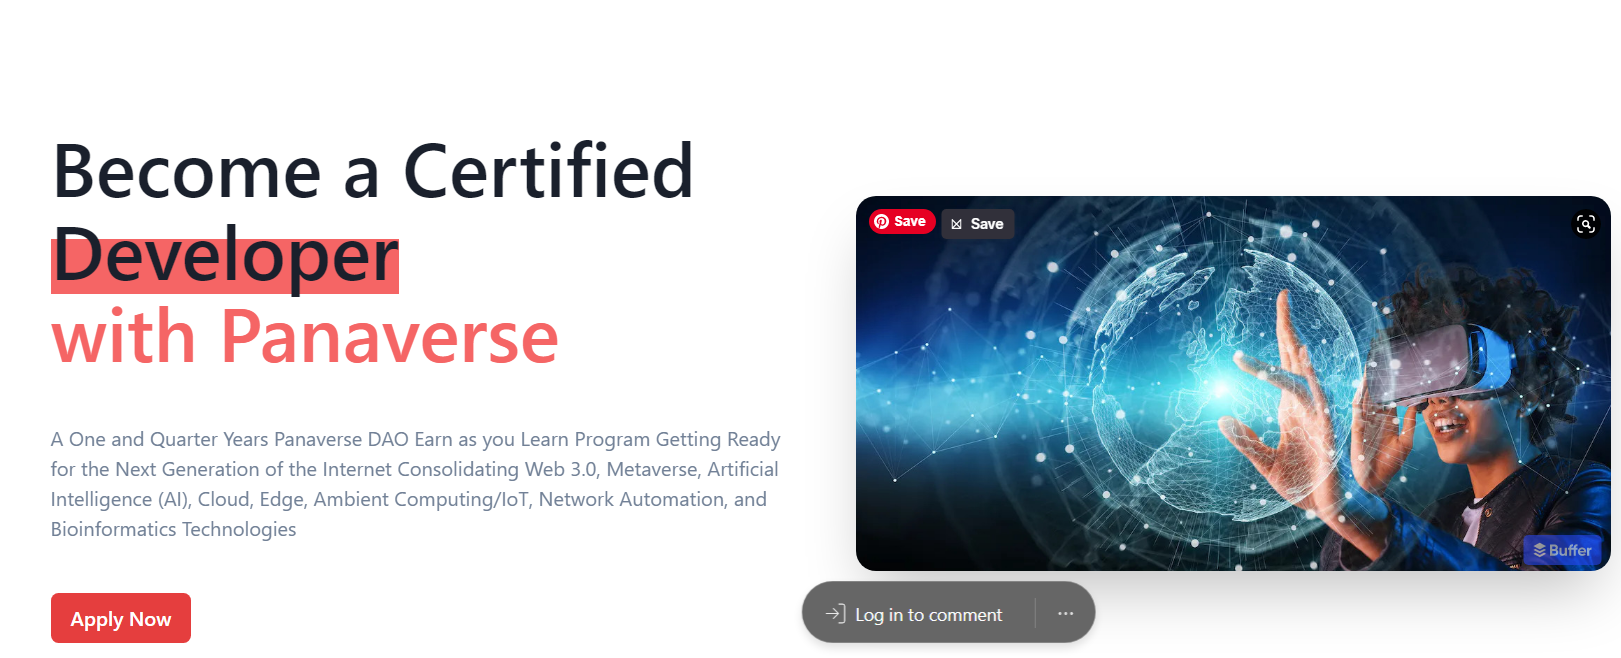 Become a Certified
Developer
with Panaverse
A One and Quarter Years Panaverse DAO Earn as you Learn Program Getting Ready
for the Next Generation of the Internet Consolidating Web 3.0, Metaverse, Artificial
Intelligence (AI), Cloud, Edge, Ambient Computing/IoT, Network Automation, and
Bioinformatics Technologies
Apply Now
Save
Save
Buffer
Log in to comment